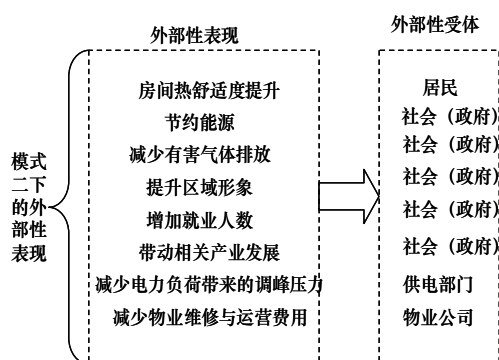 外部性表现
外部性受体
模式
二下
的外
部性
表现
房间热舒适度提升
节约能源
减少有害气体排放
提升区域形象
增加就业人数
带动相关产业发展
减少电力负荷带来的调峰压力
减少物业维修与运营费用
居民
社会（政府）
社会（政府）
社会（政府）
社会（政府）
社会（政府）
供电部门
物业公司